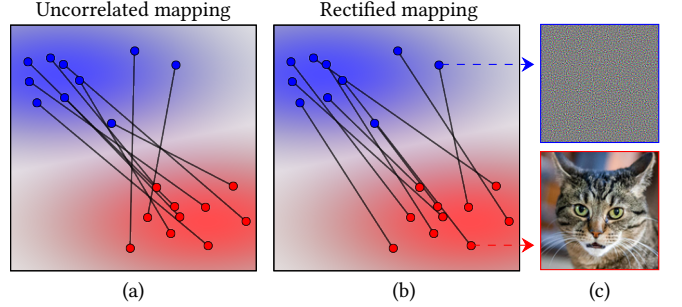 Uncorrelated mapping
Rectified mapping
(a)
(b)
(c)